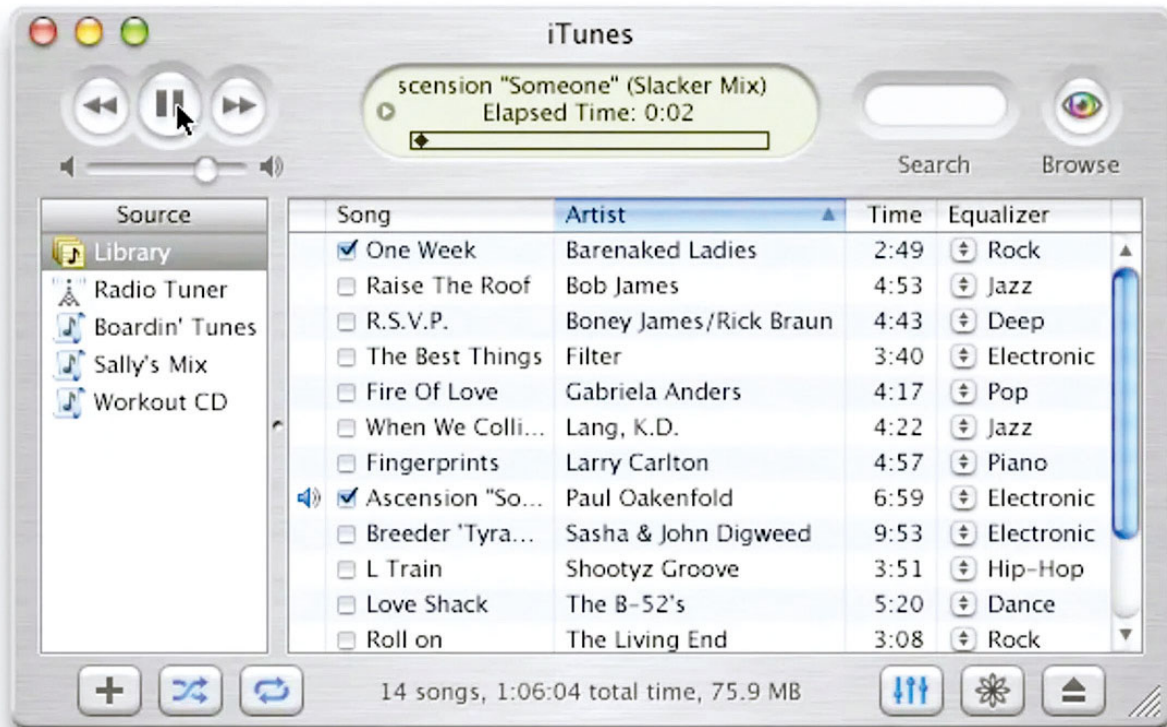 iTunes
scension "Someone" (Slacker Mix)
Elapsed Time: 0:02
Search
Browse
Source
Library
Radio Tuner
Boardin' Tunes
Sally's Mix
Workout CD
Song Artist Time Equalizer
One Week Barenaked Ladies 2:49 Rock
Raise The Roof Bob James 4:53 Jazz
R.S.V.P. Boney James/Rick Braun 4:43 Deep
The Best Things Filter 3:40 Electronic
Fire Of Love Gabriela Anders 4:17 Pop
When We Colli... Lang, K.D. 4:22 Jazz
Fingerprints Larry Carlton 4:57 Piano
Ascension "So... Paul Oakenfold 6:59 Electronic
Breeder 'Tyra... Sasha & John Digweed 9:53 Electronic
L Train Shootyz Groove 3:51 Hip-Hop
Love Shack The B-52's 5:20 Dance
Roll on The Living End 3:08 Rock
14 songs, 1:06:04 total time, 75.9 MB